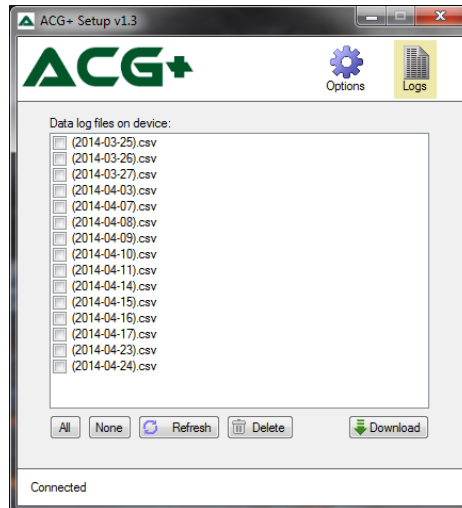 ACG+ Setup v1.3
ACG+
Options
Logs
Data log files on device:
(2014-03-25).csv
(2014-03-26).csv
(2014-03-27).csv
(2014-04-03).csv
(2014-04-07).csv
(2014-04-08).csv
(2014-04-09).csv
(2014-04-10).csv
(2014-04-11).csv
(2014-04-14).csv
(2014-04-15).csv
(2014-04-16).csv
(2014-04-17).csv
(2014-04-23).csv
(2014-04-24).csv
All None Refresh Delete Download
Connected